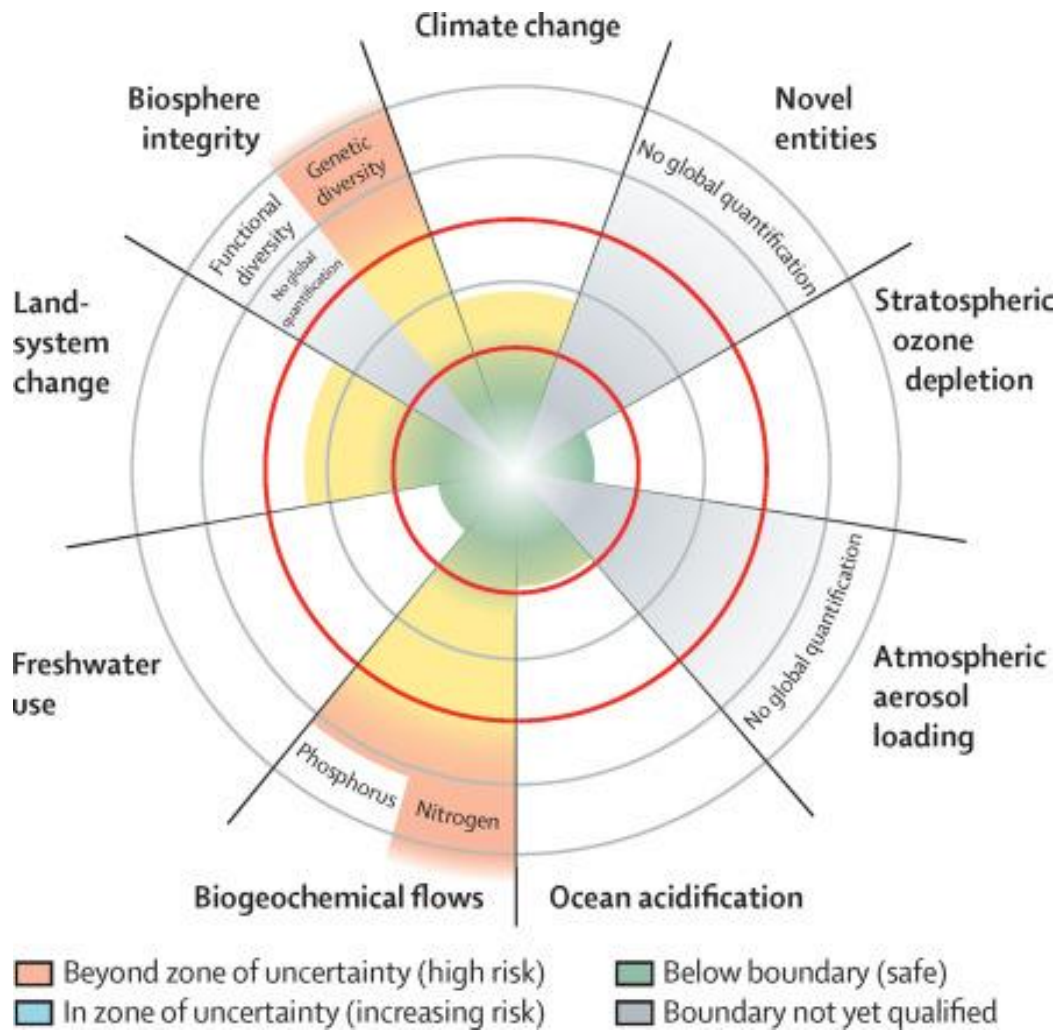 Climate change
Biosphere
integrity
Novel
entities
Genetic
diversity
No global quantification
Functional
diversity
No global
quantification
Land-
system
change
Stratospheric
ozone
depletion
Freshwater
use
No global quantification
Atmospheric
aerosol
loading
Phosphorus
Nitrogen
Biogeochemical flows
Ocean acidification
Beyond zone of uncertainty (high risk)
Below boundary (safe)
In zone of uncertainty (increasing risk)
Boundary not yet qualified